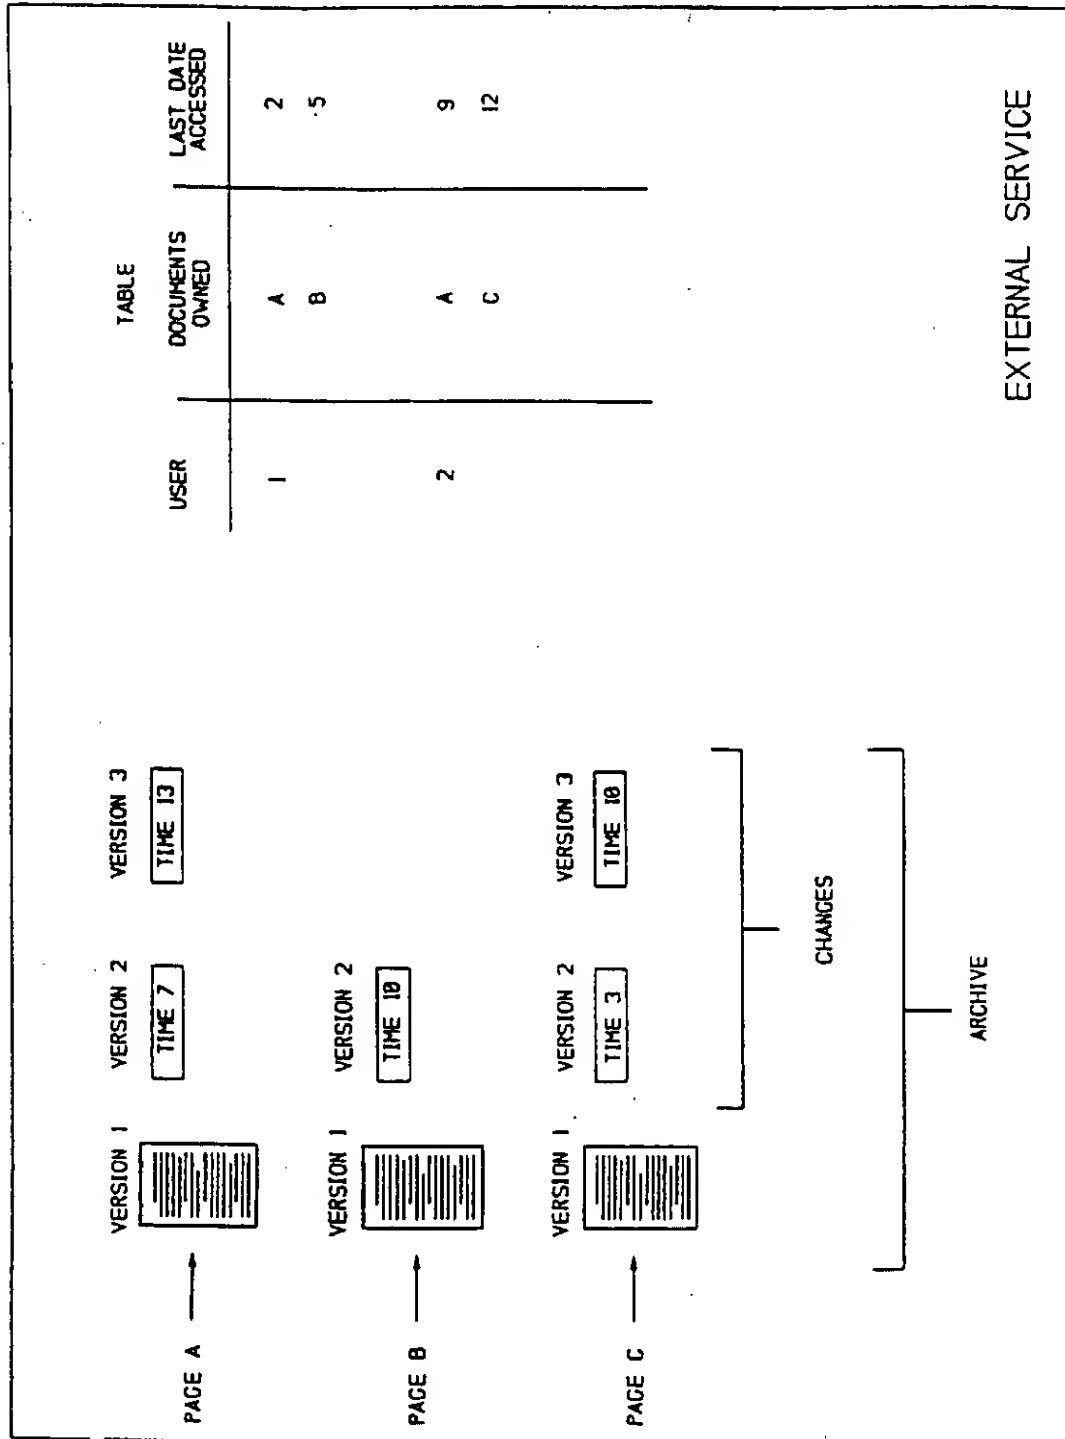 VERSION 1 VERSION 2 VERSION 3
PAGE A TIME 7 TIME 13
VERSION 1 VERSION 2
PAGE B TIME 10
VERSION 1 VERSION 2 VERSION 3
PAGE C TIME 3 TIME 10
CHANGES
ARCHIVE
TABLE
USER DOCUMENTS OWNED LAST DATE ACCESSED
1 A 2
B 5
2 A 9
C 12
EXTERNAL SERVICE